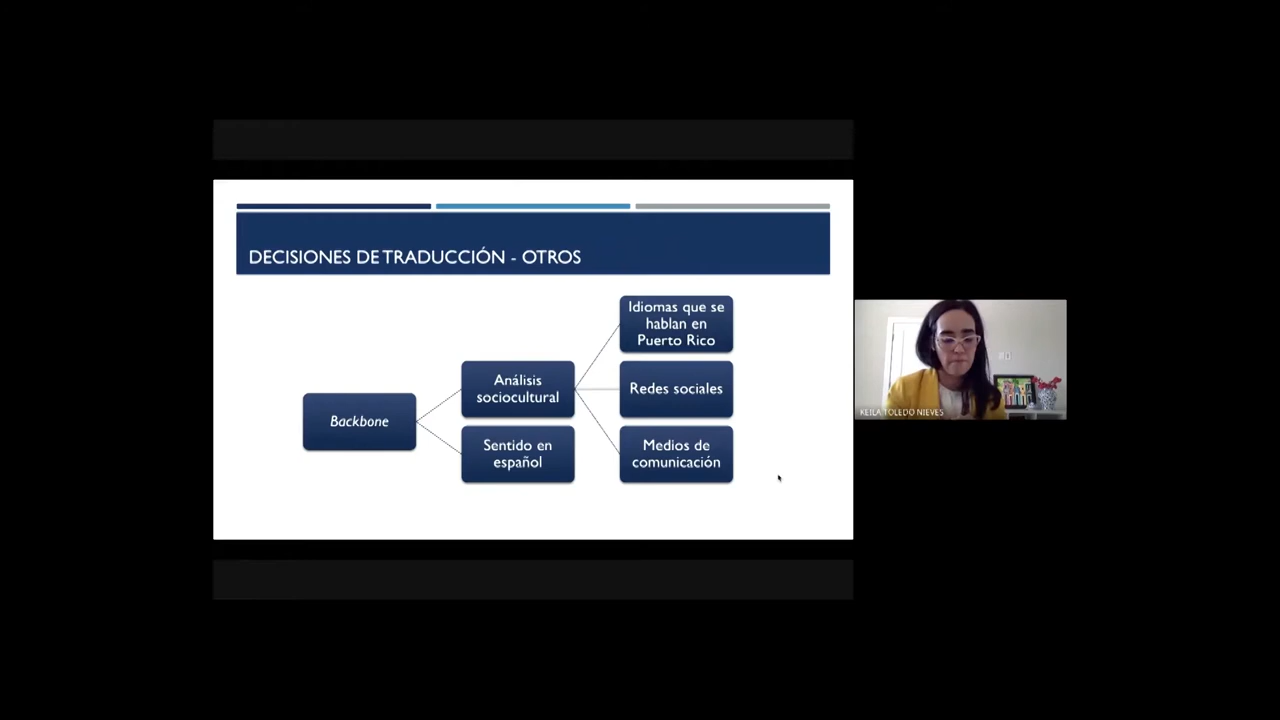 DECISIONES DE TRADUCCIÓN - OTROS
Backbone
Análisis
sociocultural
Sentido en
español
Idiomas que se
hablan en
Puerto Rico
Redes sociales
Medios de
comunicación
KEILA TOLEDO NIEVES